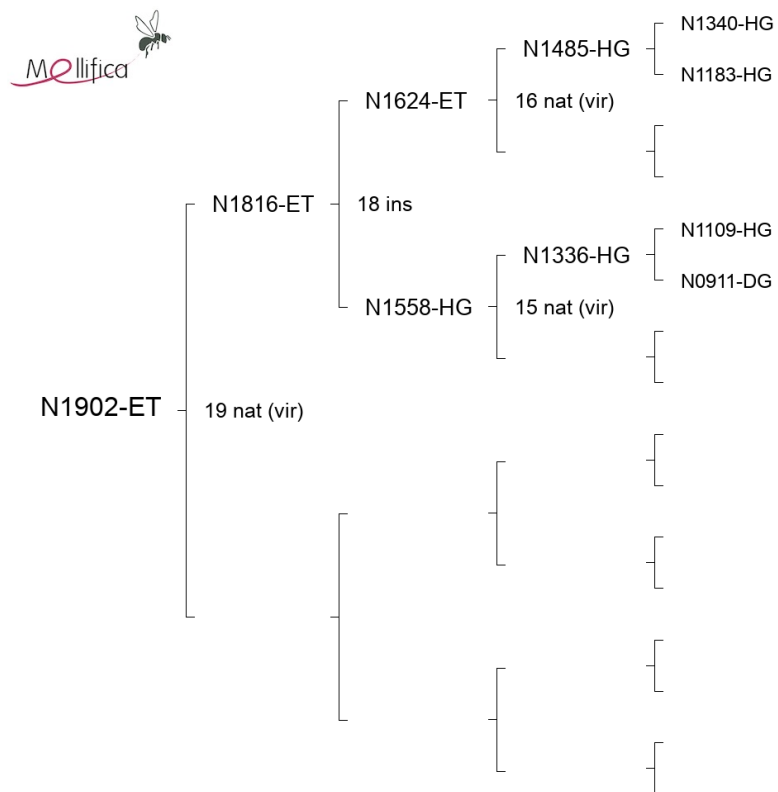 Mellifica
N1340-HG
N1485-HG
N1183-HG
N1624-ET
16 nat (vir)
N1816-ET
18 ins
N1109-HG
N1336-HG
N0911-DG
N1558-HG
15 nat (vir)
N1902-ET
19 nat (vir)